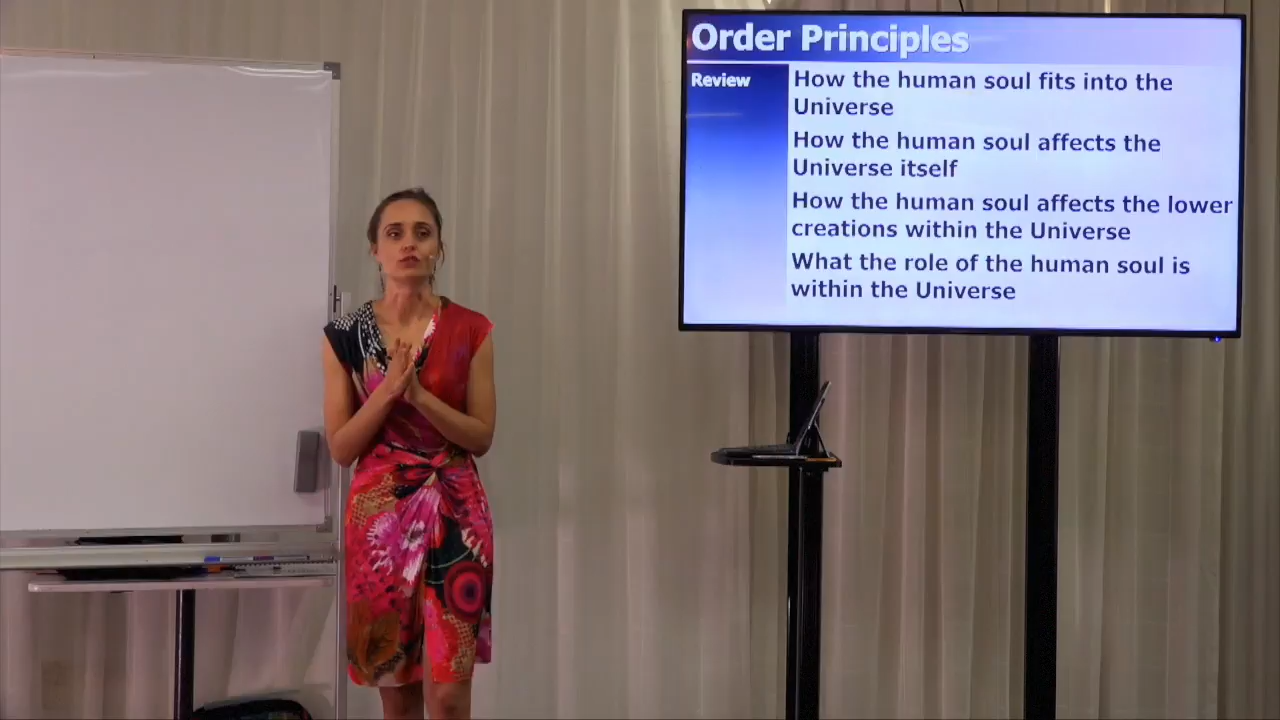 Order Principles
Review
How the human soul fits into the
Universe
How the human soul affects the
Universe itself
How the human soul affects the lower
creations within the Universe
What the role of the human soul is
within the Universe